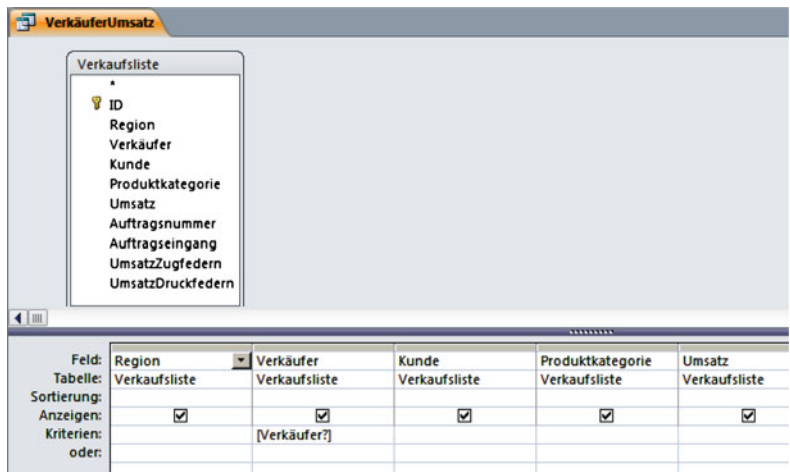 VerkäuferUmsatz
Verkaufsliste
*
ID
Region
Verkäufer
Kunde
Produktkategorie
Umsatz
Auftragsnummer
Auftragseingang
UmsatzZugfedern
UmsatzDruckfedern
Feld: Region Verkäufer Kunde Produktkategorie Umsatz
Tabelle: Verkaufsliste Verkaufsliste Verkaufsliste Verkaufsliste Verkaufsliste
Sortierung:
Anzeigen:
Kriterien: [Verkäufer?]
oder: